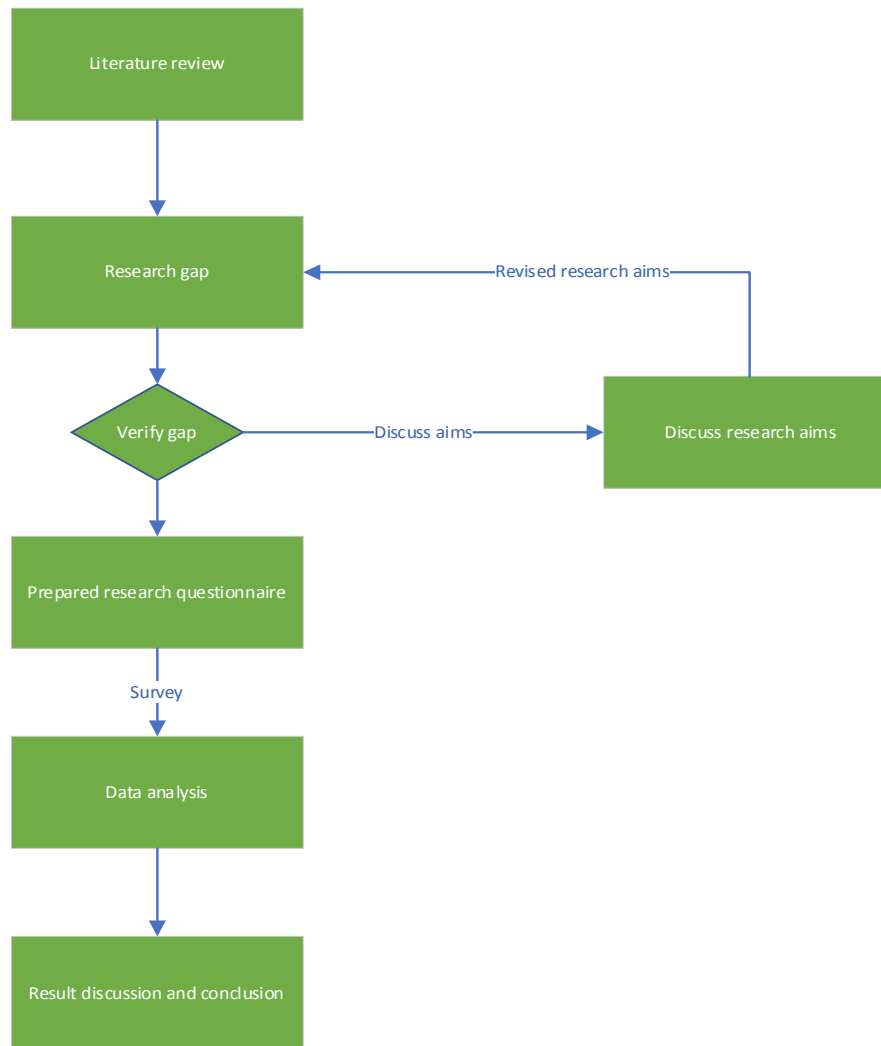 Literature review
Research gap
Revised research aims
Verify gap
Discuss aims
Discuss research aims
Prepared research questionnaire
Survey
Data analysis
Result discussion and conclusion